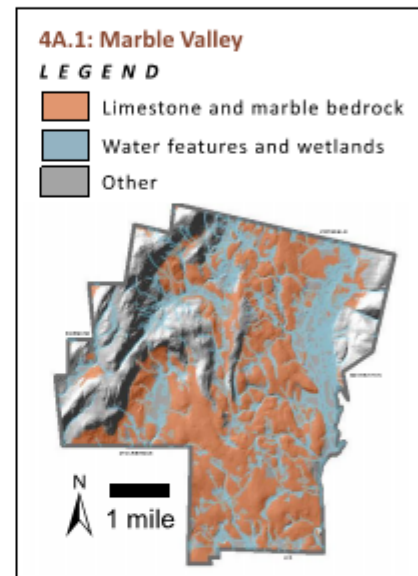 4A.1: Marble Valley
LEGEND
Limestone and marble bedrock
Water features and wetlands
Other
N
1 mile